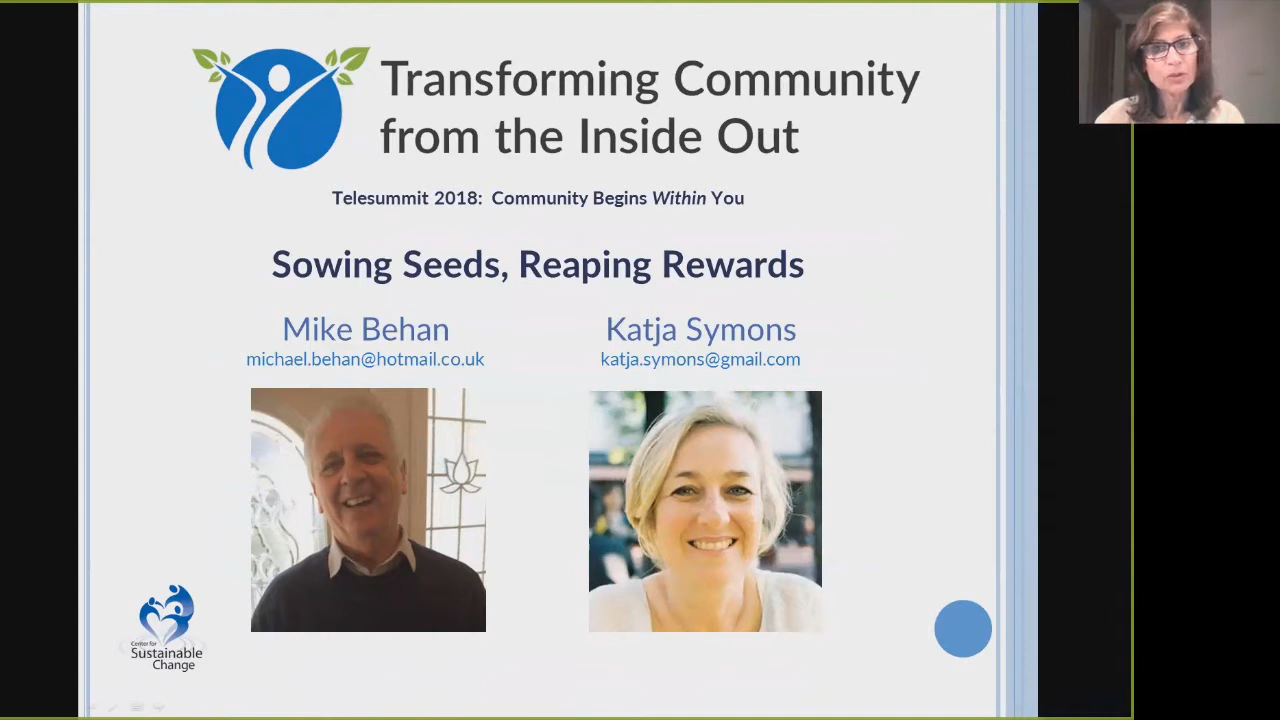 Transforming Community
from the Inside Out
Telesummit 2018: Community Begins Within You
Sowing Seeds, Reaping Rewards
Mike Behan
michael.behan@hotmail.co.uk
Katja Symons
katja.symons@gmail.com
Center for
Sustainable
Change